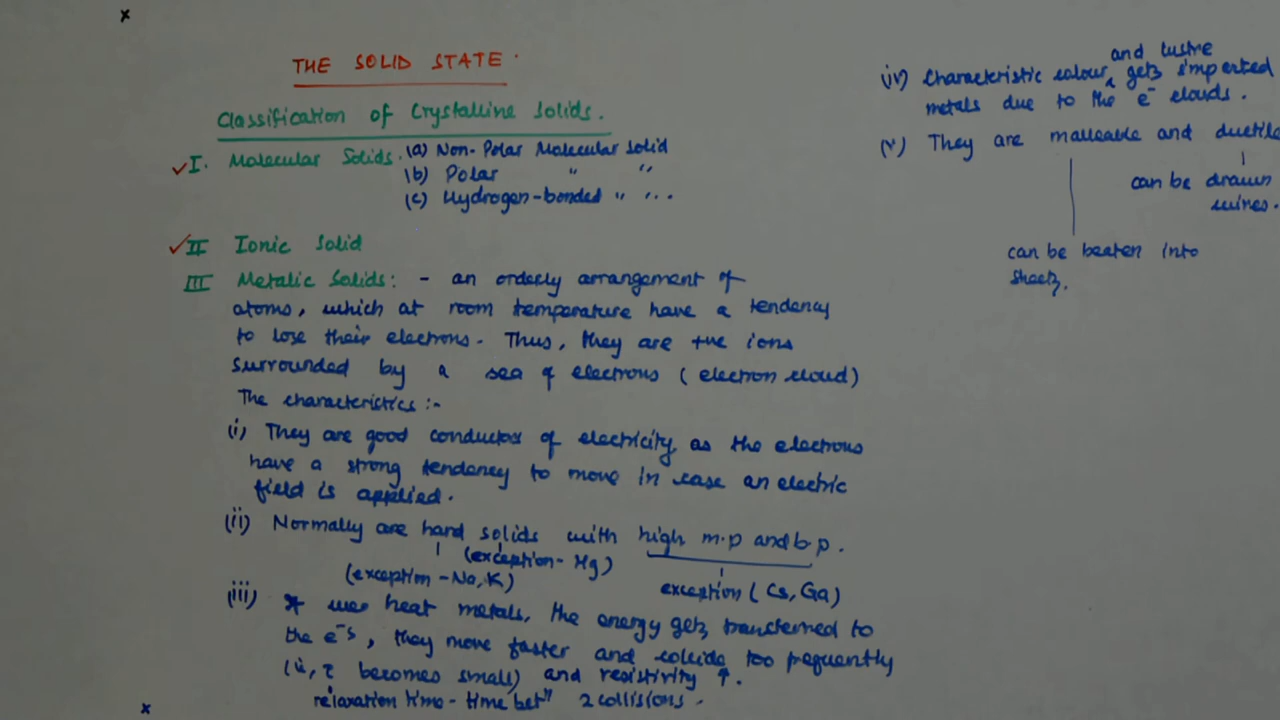 THE SOLID STATE.
Classification of Crystalline Solids.
I. Molecular Solids. (a) Non-Polar Molecular Solid
(b) Polar " "
(c) Hydrogen-bonded " "...
II Ionic Solid
III Metalic Solids: - an orderly arrangement of
atoms, which at room temperature have a tendency
to lose their electrons. Thus, they are +ve ions
surrounded by a sea of electrons (electron cloud)
The characteristics :-
(i) They are good conductors of electricity, as the electrons
have a strong tendency to move in case an electric
field is applied.
(ii) Normally are hard solids with high m.p and b.p.
(exception- Hg)
(exception -Na, K)
exception (Cs, Ga)
(iii) heat metals, the energy gets transferred to
the e⁻s, they move faster and collide too frequently
(ie, τ becomes small) and resistivity ↑.
relaxation time - time betⁿ 2 collisions.
and lustre
(iv) Characteristic colour ^ gets imparted
metals due to the e⁻ clouds.
(v) They are malleable and ductile
can be drawn
wires.
can be beaten into
sheets.